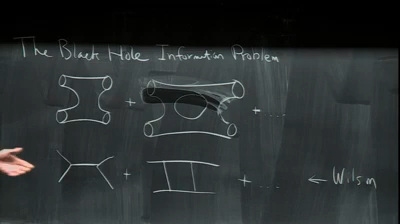 The Black Hole Information Problem
+ + ....
+ + .... ← Wilson